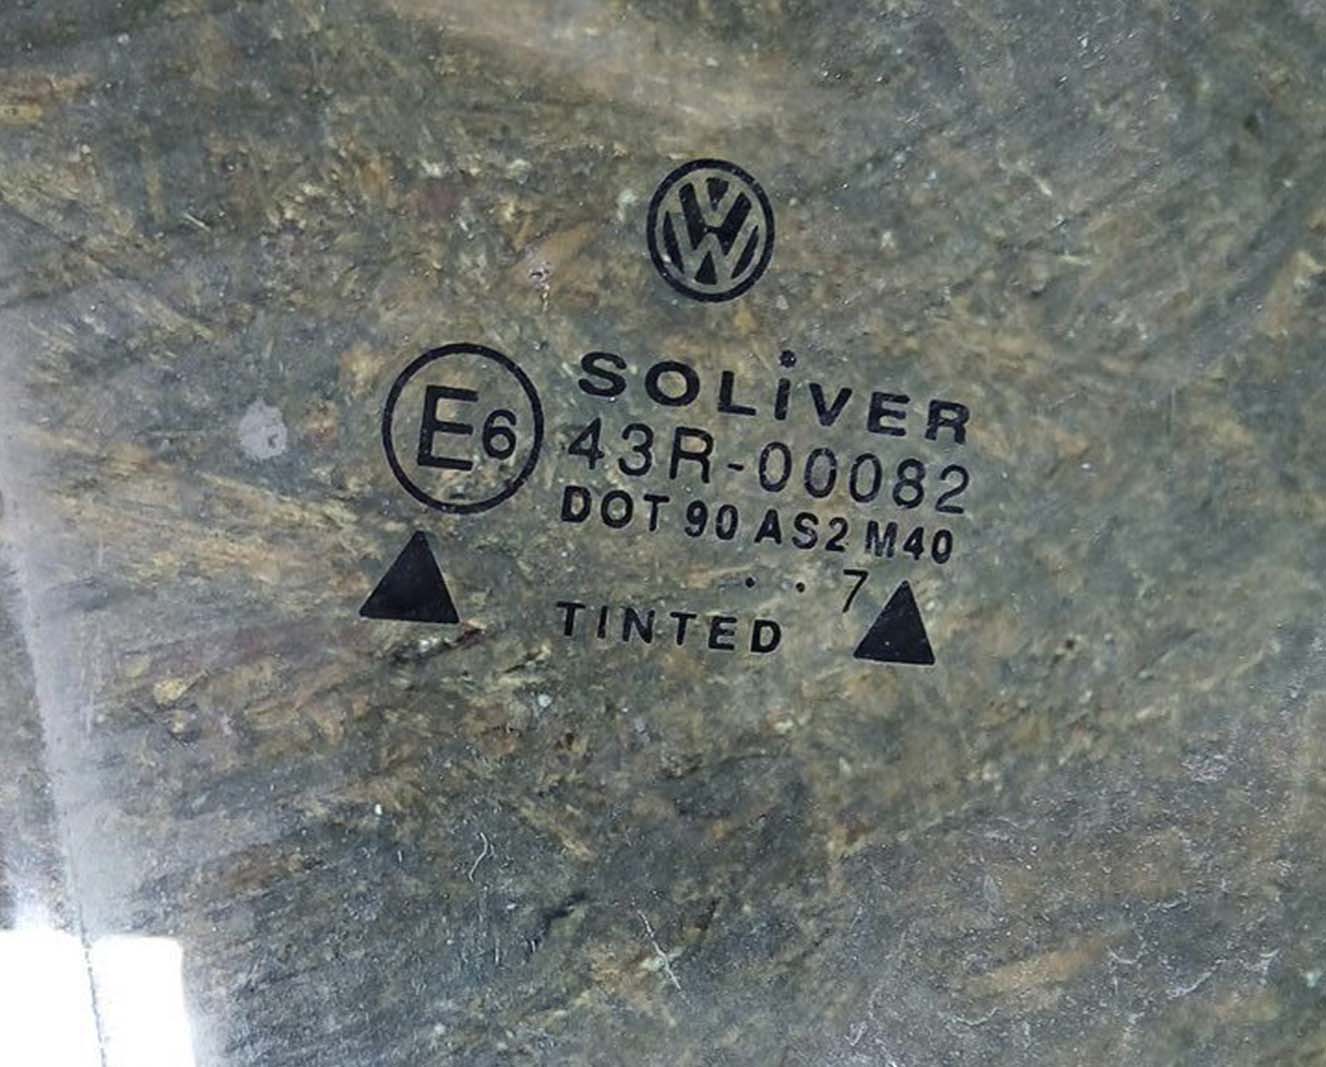 VW
SOLiVER
E6 43R-00082
DOT 90 AS2 M40
. . 7
TINTED